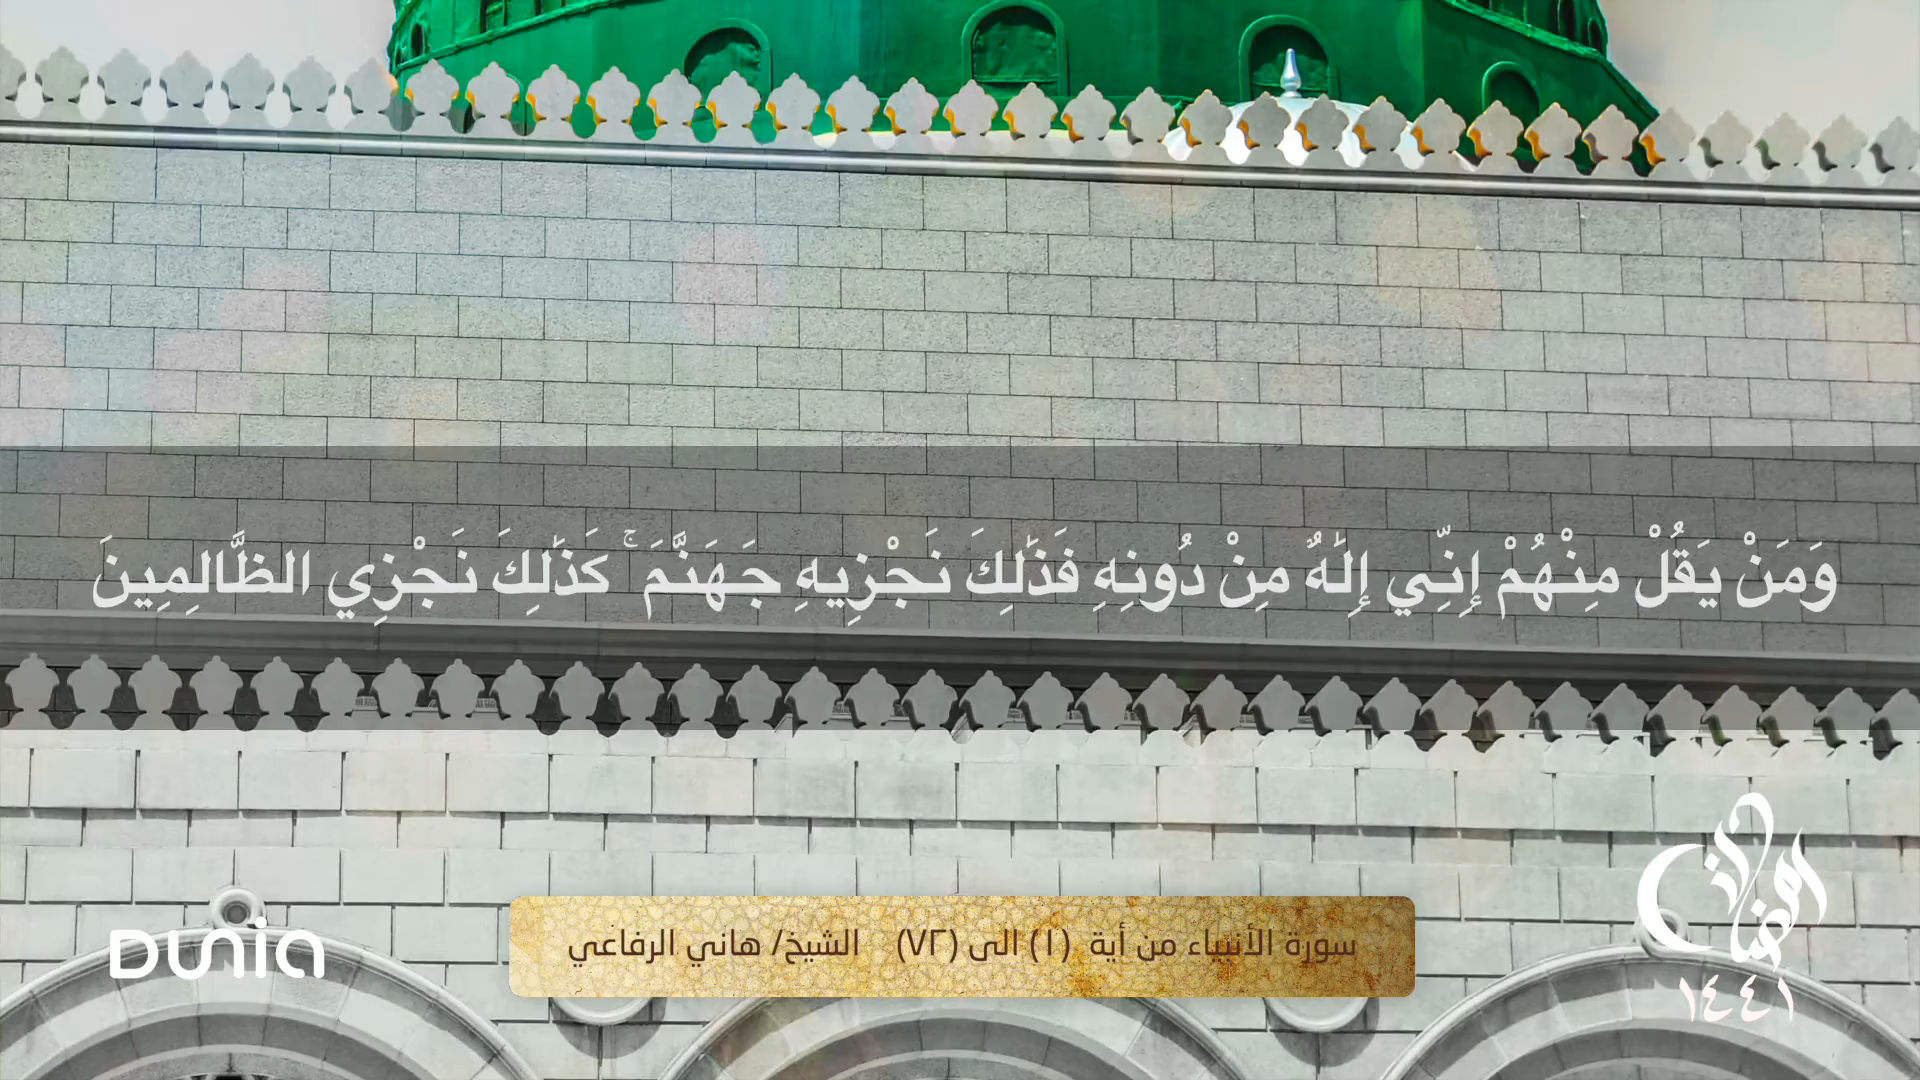 وَمَنْ يَقُلْ مِنْهُمْ إِنِّي إِلَٰهٌ مِنْ دُونِهِ فَذَٰلِكَ نَجْزِيهِ جَهَنَّمَ ۚ كَذَٰلِكَ نَجْزِي الظَّالِمِينَ
رمضان
١٤٤١
سورة الأنبياء من أية (١) الى (٧٢) الشيخ/ هاني الرفاعي
DUNIA